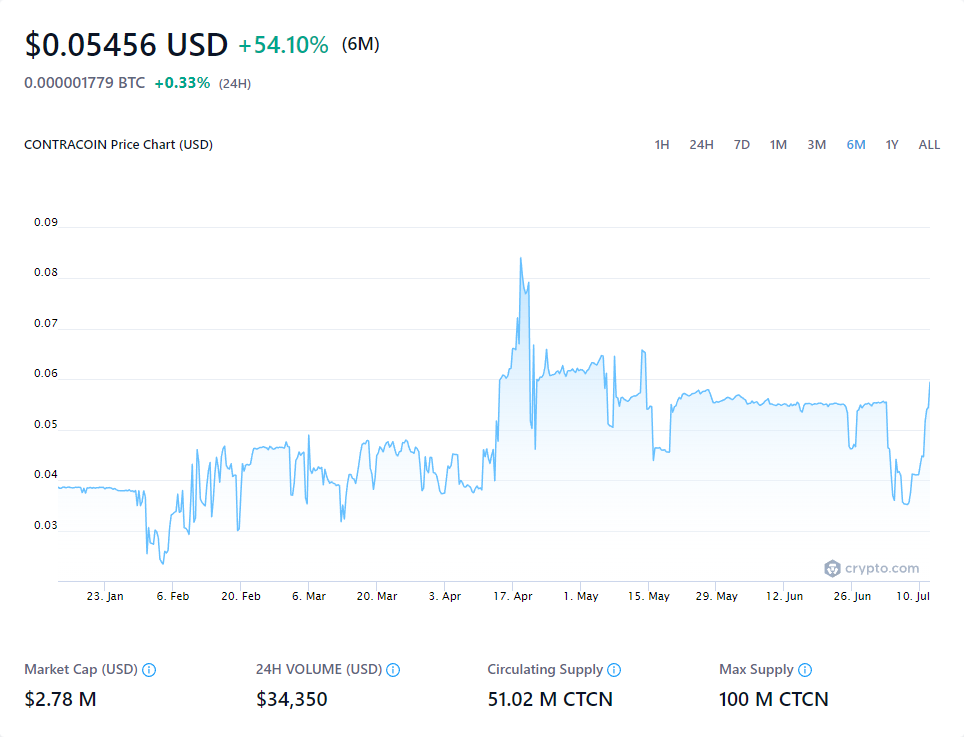 $0.05456 USD +54.10% (6M)
0.000001779 BTC +0.33% (24H)
CONTRACOIN Price Chart (USD) 1H 24H 7D 1M 3M 6M 1Y ALL
0.09
0.08
0.07
0.06
0.05
0.04
0.03
crypto.com
23. Jan 6. Feb 20. Feb 6. Mar 20. Mar 3. Apr 17. Apr 1. May 15. May 29. May 12. Jun 26. Jun 10. Jul
Market Cap (USD) 24H VOLUME (USD) Circulating Supply Max Supply
$2.78 M $34,350 51.02 M CTCN 100 M CTCN